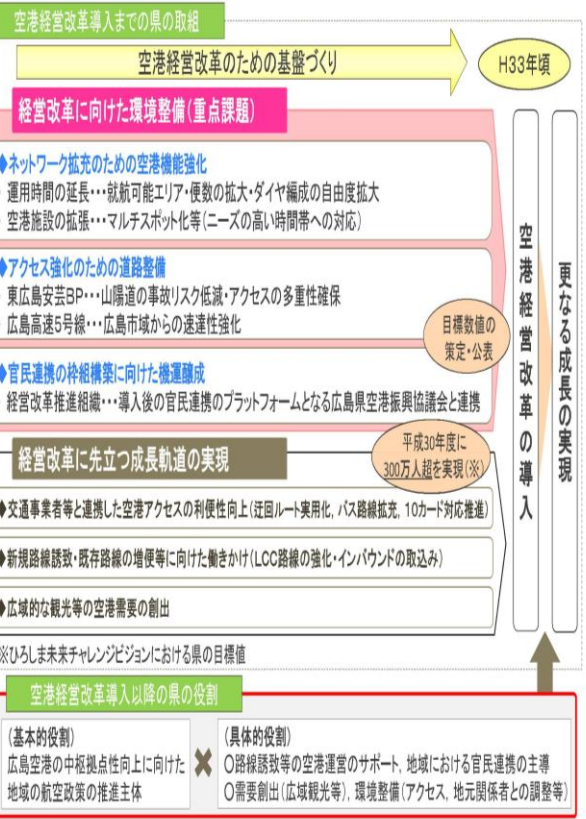 空港経営改革導入までの県の取組
空港経営改革のための基盤づくり
H33年頃
経営改革に向けた環境整備(重点課題)
◆ネットワーク拡充のための空港機能強化
・運用時間の延長・・・就航可能エリア・便数の拡大・ダイヤ編成の自由度拡大
・空港施設の拡張・・・マルチスポット化等(ニーズの高い時間帯への対応)
◆アクセス強化のための道路整備
・東広島安芸BP・・・山陽道の事故リスク低減・アクセスの多重性確保
・広島高速5号線・・・広島市域からの速達性強化
目標数値の
策定・公表
◆官民連携の枠組構築に向けた機運醸成
・経営改革推進組織・・・導入後の官民連携のプラットフォームとなる広島県空港振興協議会と連携
経営改革に先立つ成長軌道の実現
平成30年度に
300万人超を実現(※)
◆交通事業者等と連携した空港アクセスの利便性向上(迂回ルート実用化, バス路線拡充, 10カード対応推進)
◆新規路線誘致・既存路線の増便等に向けた働きかけ(LCC路線の強化・インバウンドの取込み)
◆広域的な観光等の空港需要の創出
空港経営改革の導入
更なる成長の実現
※ひろしま未来チャレンジビジョンにおける県の目標値
空港経営改革導入以降の県の役割
(基本的役割)
広島空港の中枢拠点性向上に向けた
地域の航空政策の推進主体
×
(具体的役割)
○路線誘致等の空港運営のサポート, 地域における官民連携の主導
○需要創出(広域観光等), 環境整備(アクセス, 地元関係者との調整等)